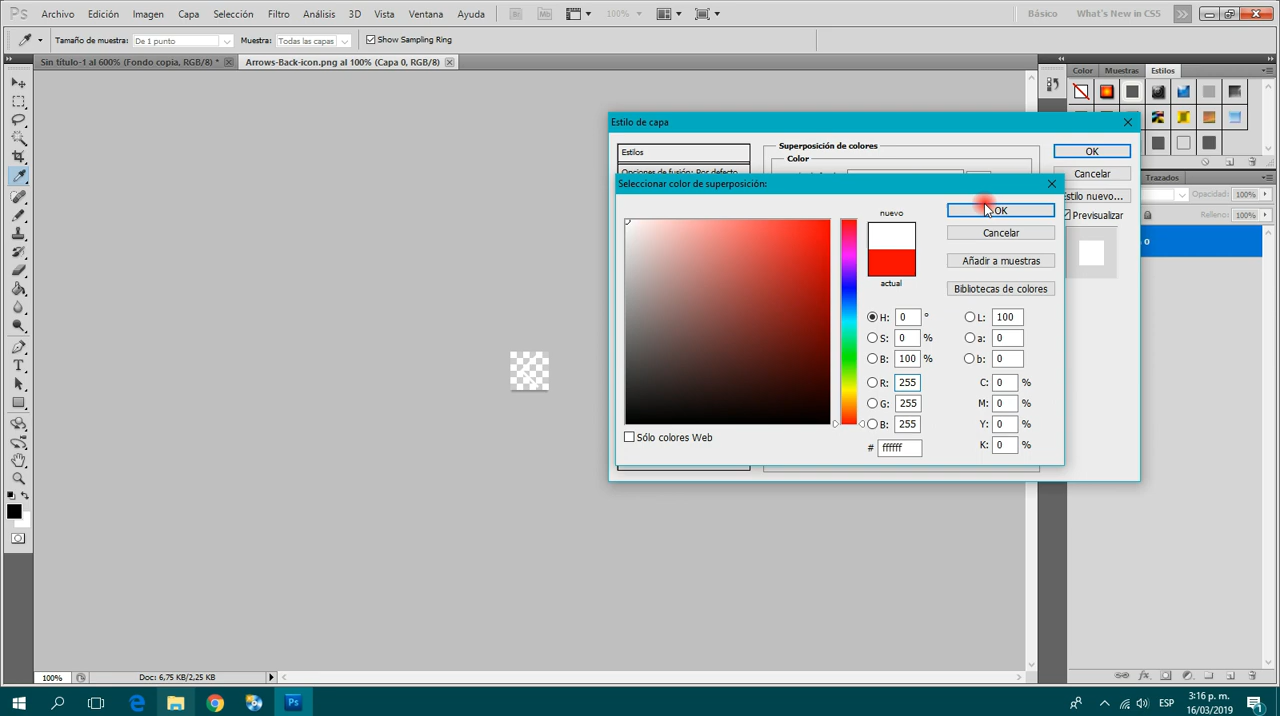 Ps Archivo Edición Imagen Capa Selección Filtro Análisis 3D Vista Ventana Ayuda Br Mb 100% Básico What's New in CS5
Tamaño de muestra: De 1 punto Muestra: Todas las capas Show Sampling Ring
Sin título-1 al 600% (Fondo copia, RGB/8) * Arrows-Back-icon.png al 100% (Capa 0, RGB/8)
Color Muestras Estilos
Estilo de capa
Estilos
Superposición de colores
Color
OK
Opciones de fusión: Por defecto
Cancelar
Trazados
Seleccionar color de superposición:
Estilo nuevo...
Opacidad: 100%
Previsualizar
Relleno: 100%
nuevo
OK
Cancelar
Añadir a muestras
actual
Bibliotecas de colores
H: 0 ° L: 100
S: 0 % a: 0
B: 100 % b: 0
R: 255 C: 0 %
G: 255 M: 0 %
B: 255 Y: 0 %
# ffffff K: 0 %
Sólo colores Web
T
100% Doc: 6,75 KB/2,25 KB
fx
Ps
ESP
3:16 p. m.
16/03/2019
1